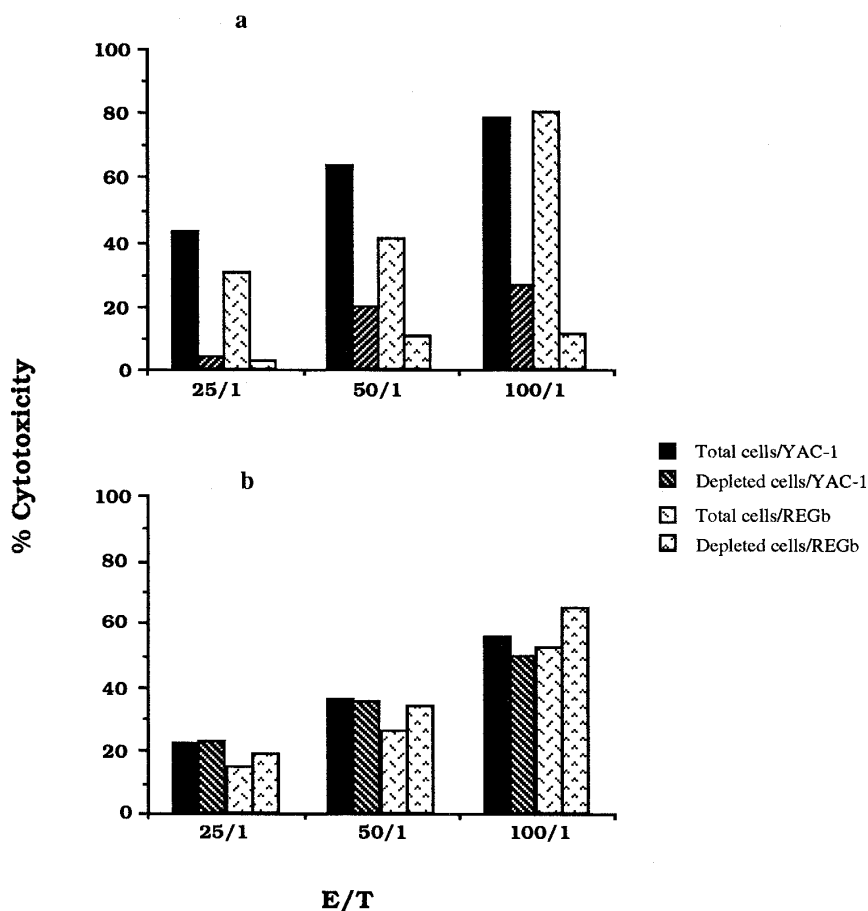 a
100
80
60
40
20
0
25/1
50/1
100/1
% Cytotoxicity
b
100
80
60
40
20
0
25/1
50/1
100/1
E/T
Total cells/YAC-1
Depleted cells/YAC-1
Total cells/REGb
Depleted cells/REGb